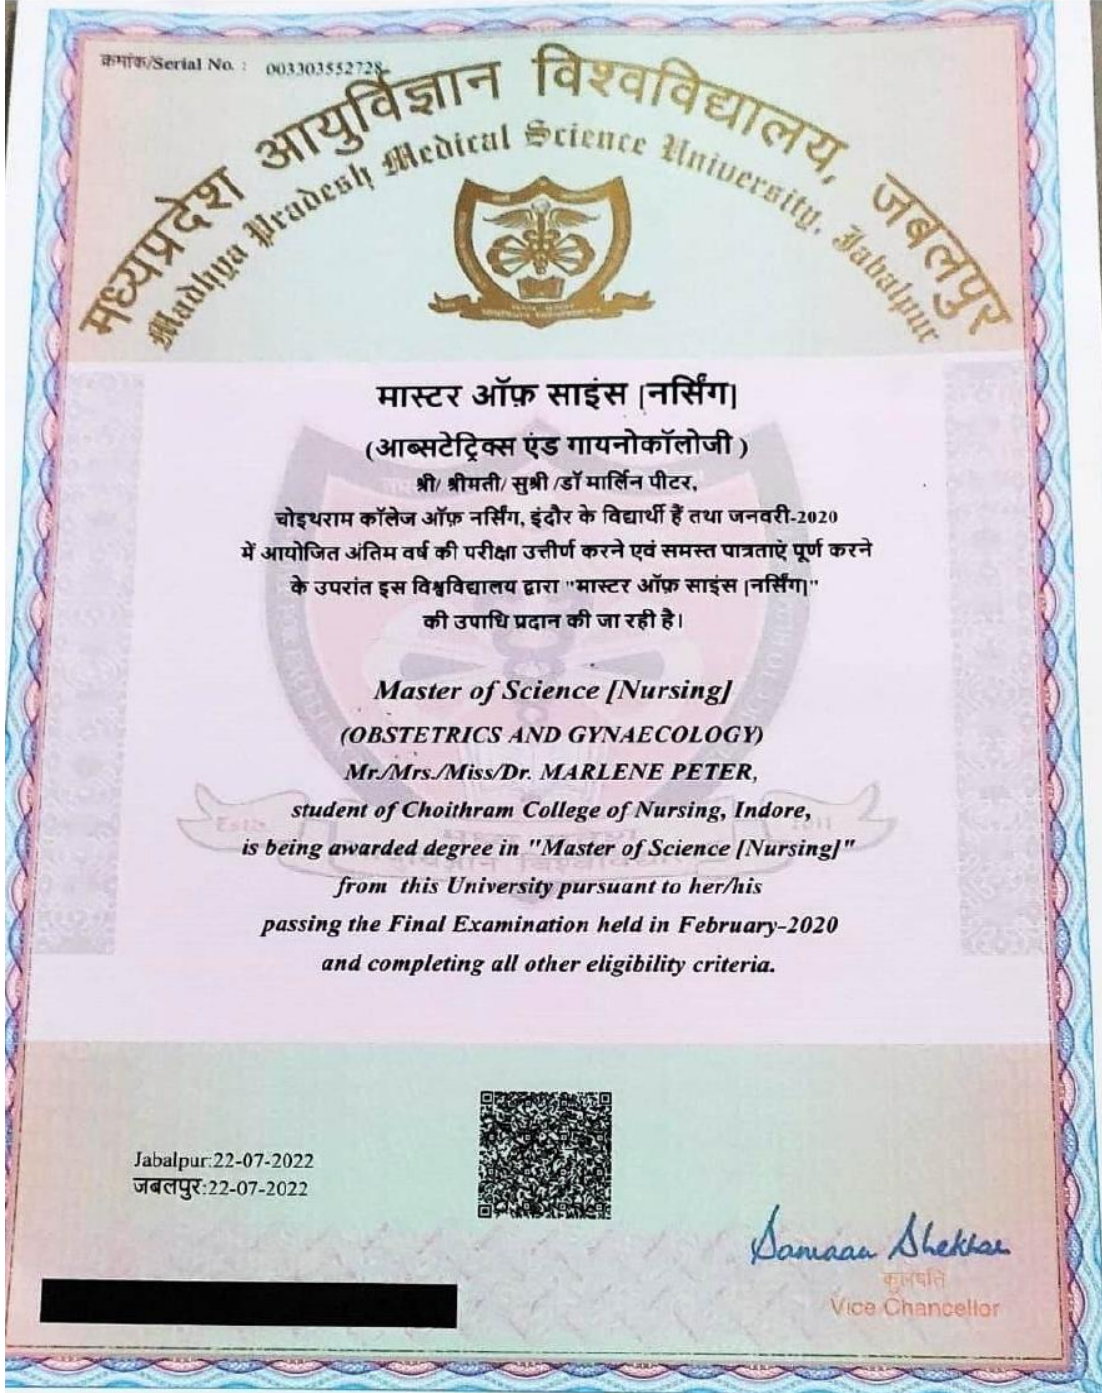 क्रमांक/Serial No. : 003303552728
मध्यप्रदेश आयुर्विज्ञान विश्वविद्यालय, जबलपुर
Madhya Pradesh Medical Science University, Jabalpur
मास्टर ऑफ़ साइंस [नर्सिंग]
(आब्सटेट्रिक्स एंड गायनोकॉलोजी )
श्री/ श्रीमती/ सुश्री /डॉ मार्लिन पीटर,
चोइथराम कॉलेज ऑफ़ नर्सिंग, इंदौर के विद्यार्थी हैं तथा जनवरी-2020
में आयोजित अंतिम वर्ष की परीक्षा उत्तीर्ण करने एवं समस्त पात्रताएं पूर्ण करने
के उपरांत इस विश्वविद्यालय द्वारा "मास्टर ऑफ़ साइंस [नर्सिंग]"
की उपाधि प्रदान की जा रही है।
Master of Science [Nursing]
(OBSTETRICS AND GYNAECOLOGY)
Mr./Mrs./Miss/Dr. MARLENE PETER,
student of Choithram College of Nursing, Indore,
is being awarded degree in "Master of Science [Nursing]"
from this University pursuant to her/his
passing the Final Examination held in February-2020
and completing all other eligibility criteria.
Jabalpur:22-07-2022
जबलपुर:22-07-2022
Samaan Shekhar
कुलपति
Vice Chancellor